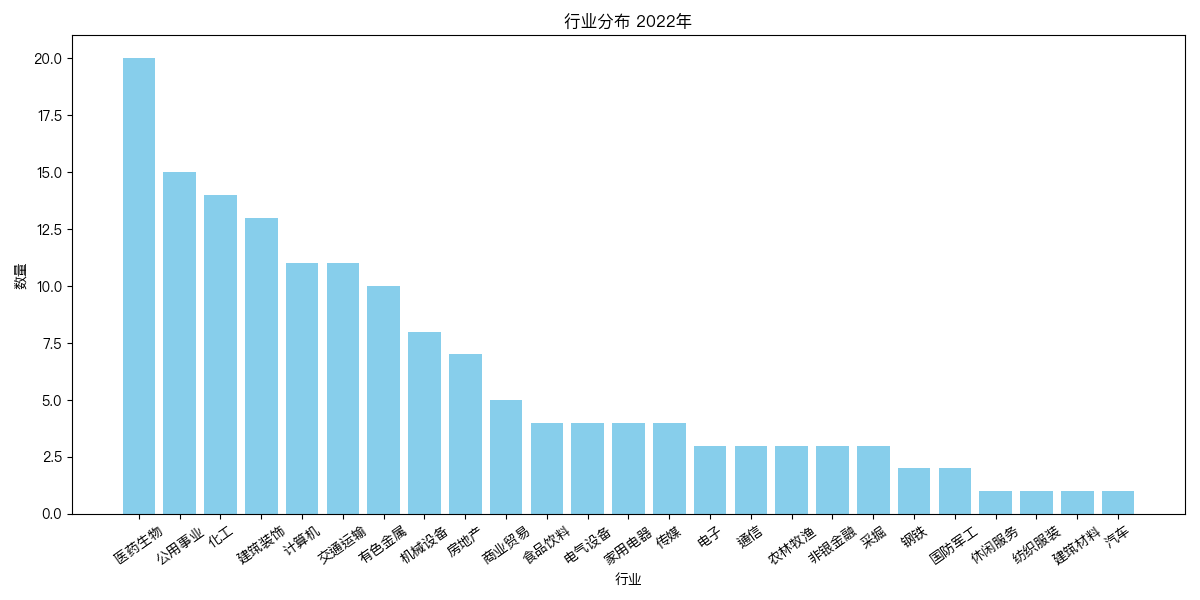 行业分布 2022年
数量
20.0
17.5
15.0
12.5
10.0
7.5
5.0
2.5
0.0
医药生物
公用事业
化工
建筑装饰
计算机
交通运输
有色金属
机械设备
房地产
商业贸易
食品饮料
电气设备
家用电器
传媒
电子
通信
农林牧渔
非银金融
采掘
钢铁
国防军工
休闲服务
纺织服装
建筑材料
汽车
行业